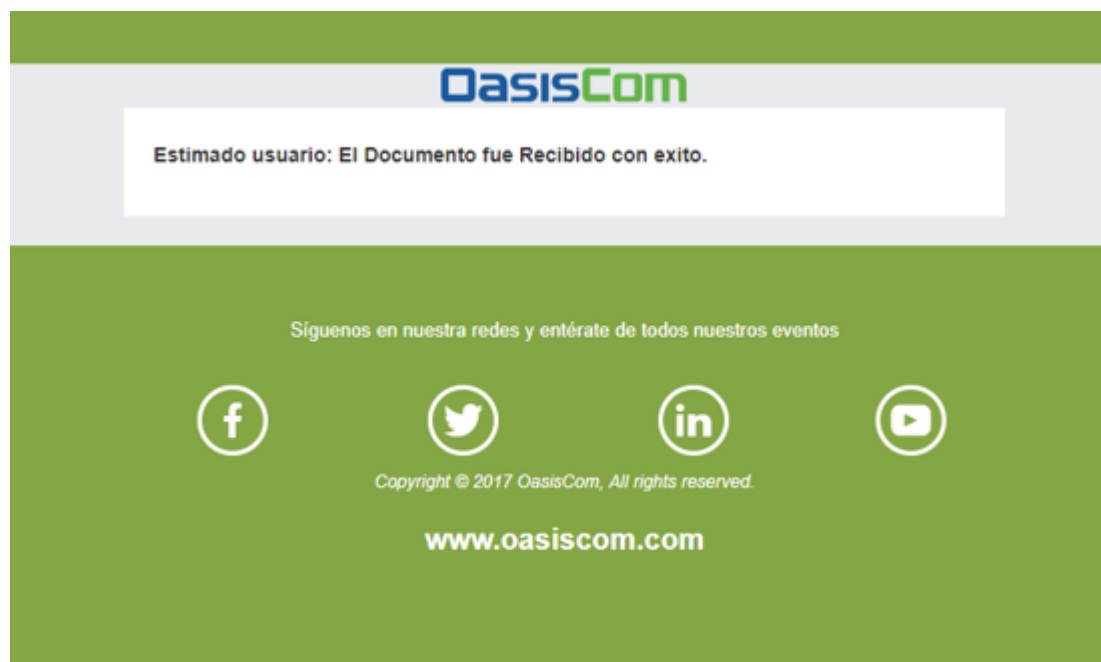 OasisCom
Estimado usuario: El Documento fue Recibido con exito.
Síguenos en nuestra redes y entérate de todos nuestros eventos
Copyright © 2017 OasisCom, All rights reserved.
www.oasiscom.com